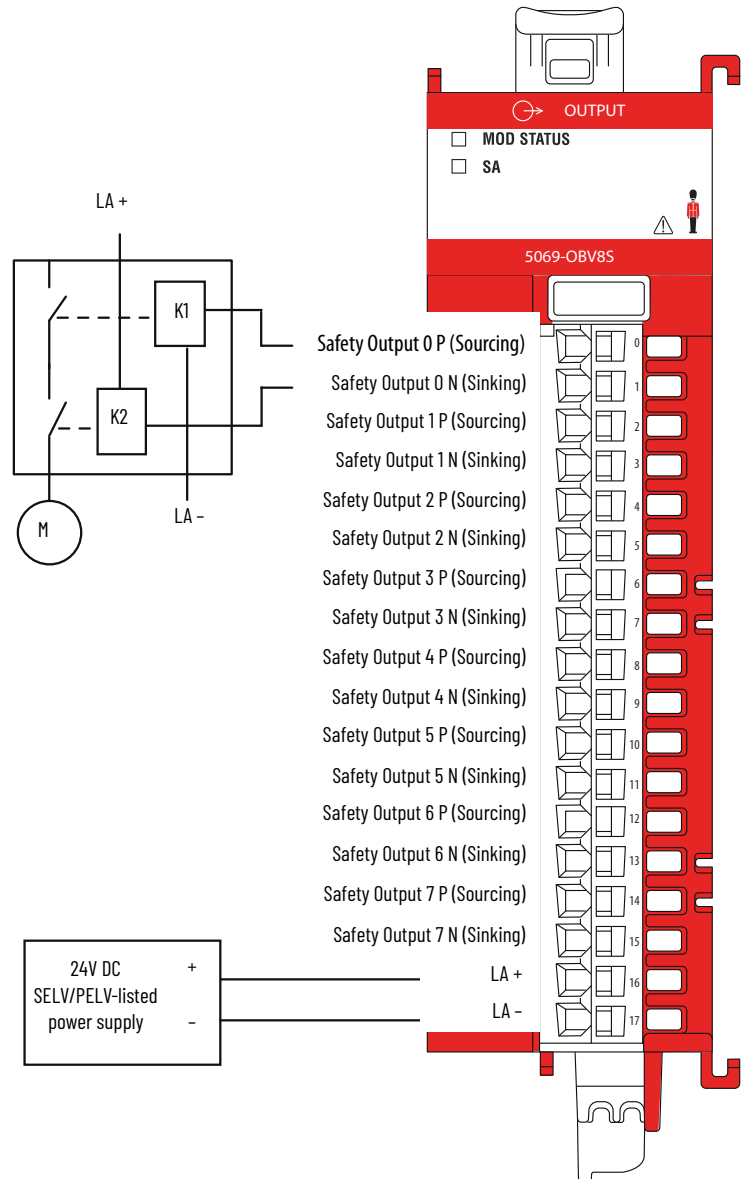 OUTPUT
MOD STATUS
SA
5069-OBV8S
LA +
K1
K2
LA –
M
Safety Output 0 P (Sourcing)
0
Safety Output 0 N (Sinking)
1
Safety Output 1 P (Sourcing)
2
Safety Output 1 N (Sinking)
3
Safety Output 2 P (Sourcing)
4
Safety Output 2 N (Sinking)
5
Safety Output 3 P (Sourcing)
6
Safety Output 3 N (Sinking)
7
Safety Output 4 P (Sourcing)
8
Safety Output 4 N (Sinking)
9
Safety Output 5 P (Sourcing)
10
Safety Output 5 N (Sinking)
11
Safety Output 6 P (Sourcing)
12
Safety Output 6 N (Sinking)
13
Safety Output 7 P (Sourcing)
14
Safety Output 7 N (Sinking)
15
LA +
16
LA –
17
24V DC
SELV/PELV-listed
power supply
+
–